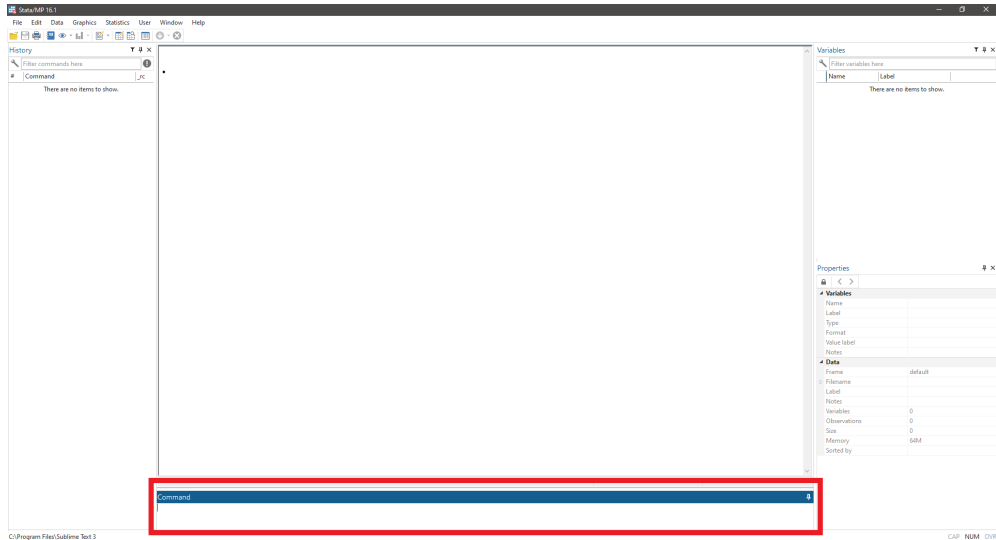 Stata/MP 16.1
File Edit Data Graphics Statistics User Window Help
History
Filter commands here
# Command _rc
There are no items to show.
.
Command
Variables
Filter variables here
Name Label
There are no items to show.
Properties
Variables
Name
Label
Type
Format
Value label
Notes
Data
Frame default
Filename
Label
Notes
Variables 0
Observations 0
Size 0
Memory 64M
Sorted by
C:\Program Files\Sublime Text 3
CAP NUM OVR